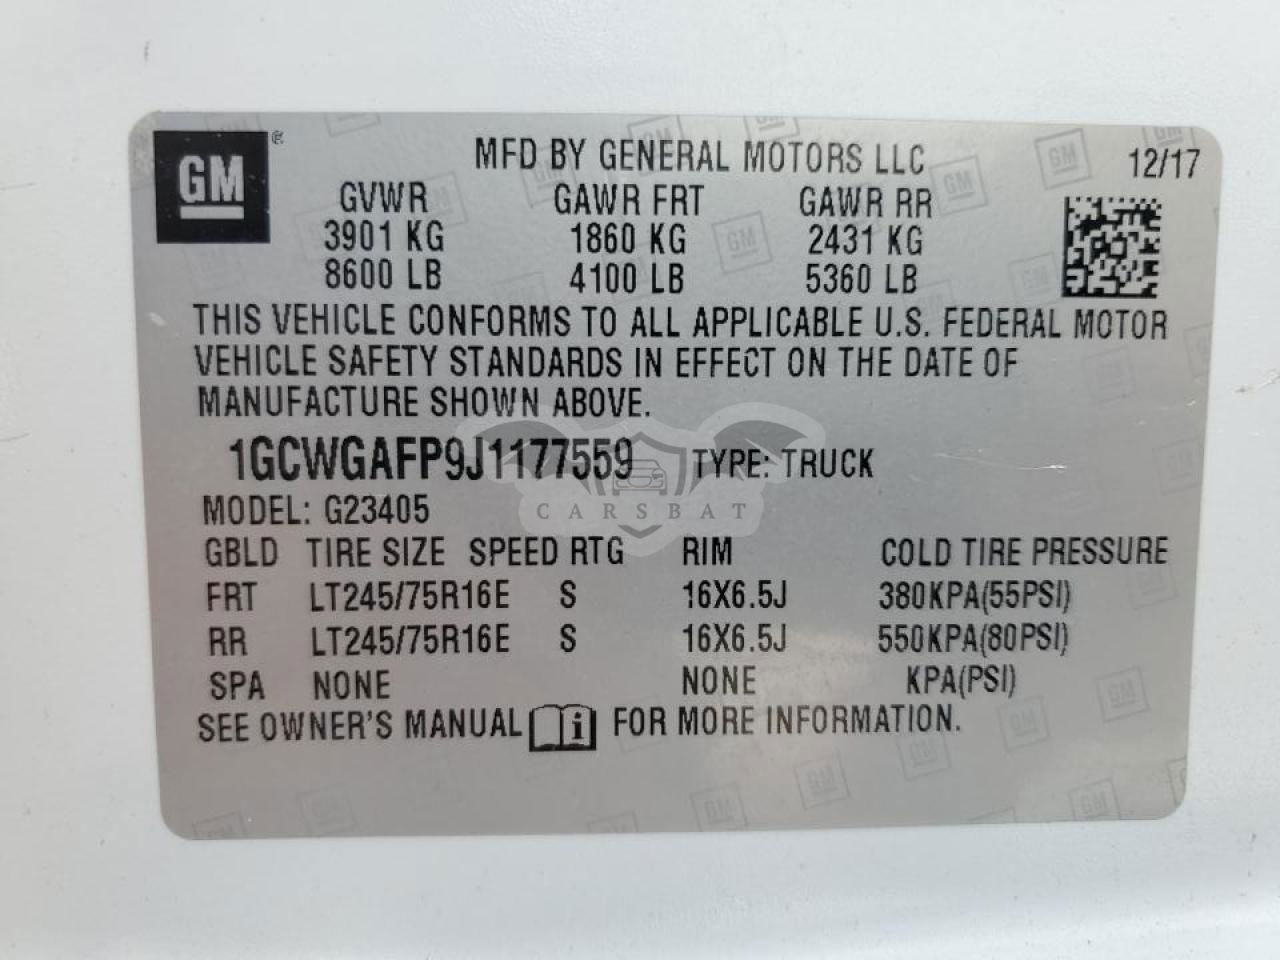 GM
MFD BY GENERAL MOTORS LLC 12/17
GVWR GAWR FRT GAWR RR
3901 KG 1860 KG 2431 KG
8600 LB 4100 LB 5360 LB
THIS VEHICLE CONFORMS TO ALL APPLICABLE U.S. FEDERAL MOTOR
VEHICLE SAFETY STANDARDS IN EFFECT ON THE DATE OF
MANUFACTURE SHOWN ABOVE.
1GCWGAFP9J1177559 TYPE: TRUCK
CARSBAT
MODEL: G23405
GBLD TIRE SIZE SPEED RTG RIM COLD TIRE PRESSURE
FRT LT245/75R16E S 16X6.5J 380KPA(55PSI)
RR LT245/75R16E S 16X6.5J 550KPA(80PSI)
SPA NONE NONE KPA(PSI)
SEE OWNER'S MANUAL i FOR MORE INFORMATION.